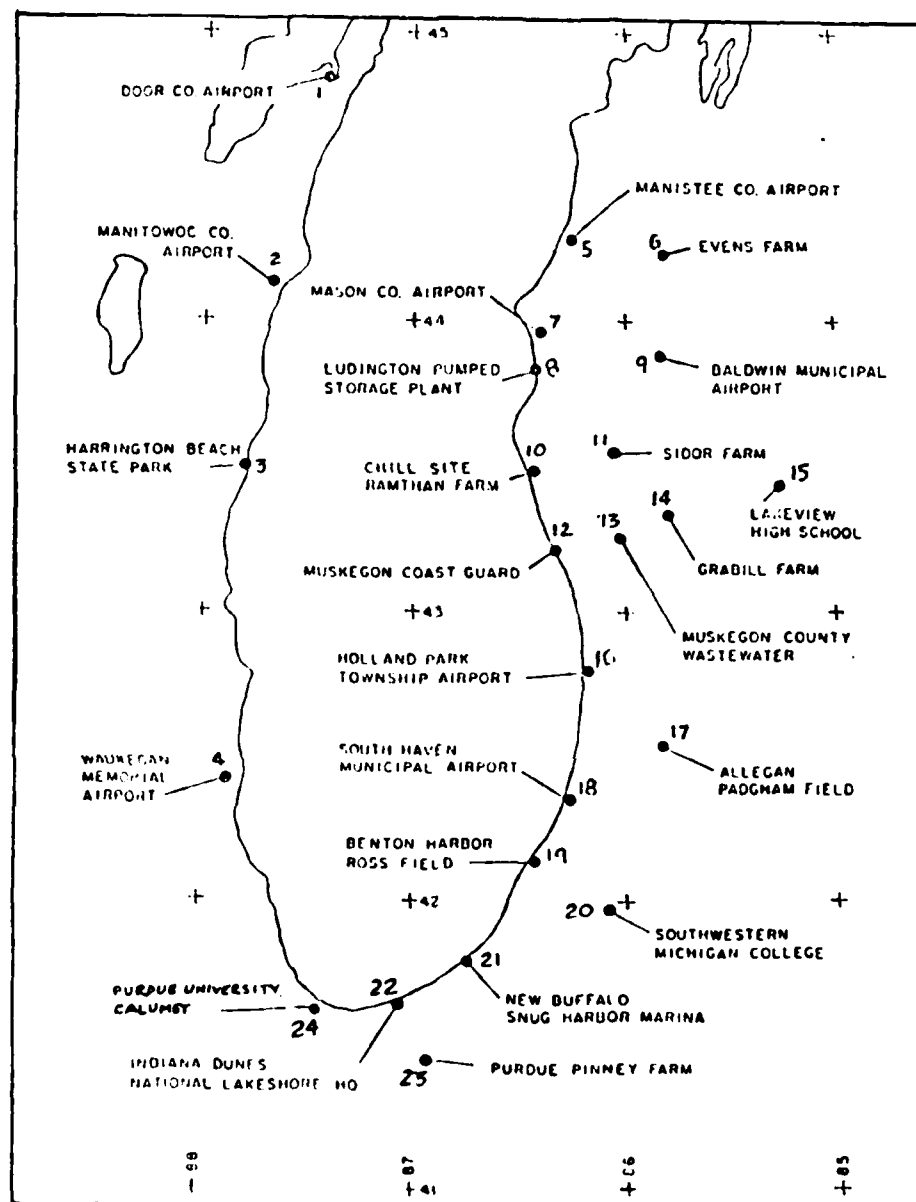 +45
DOOR CO. AIRPORT
1
MANISTEE CO. AIRPORT
5
6
EVENS FARM
MANITOWOC CO.
AIRPORT
2
MASON CO. AIRPORT
+44
7
LUDINGTON PUMPED
STORAGE PLANT
8
9
BALDWIN MUNICIPAL
AIRPORT
HARRINGTON BEACH
STATE PARK
3
CHILL SITE
RAMTHAN FARM
10
11
SIDOR FARM
15
LAKEVIEW
HIGH SCHOOL
14
GRABILL FARM
13
12
MUSKEGON COAST GUARD
+43
MUSKEGON COUNTY
WASTEWATER
HOLLAND PARK
TOWNSHIP AIRPORT
16
17
ALLEGAN
PADGHAM FIELD
WAUKEGAN
MEMORIAL
AIRPORT
4
SOUTH HAVEN
MUNICIPAL AIRPORT
18
BENTON HARBOR
ROSS FIELD
19
+42
20
SOUTHWESTERN
MICHIGAN COLLEGE
21
NEW BUFFALO
SNUG HARBOR MARINA
PURDUE UNIVERSITY
CALUMET
24
22
INDIANA DUNES
NATIONAL LAKESHORE HQ
23
PURDUE PINNEY FARM
88
87
86
85
+41